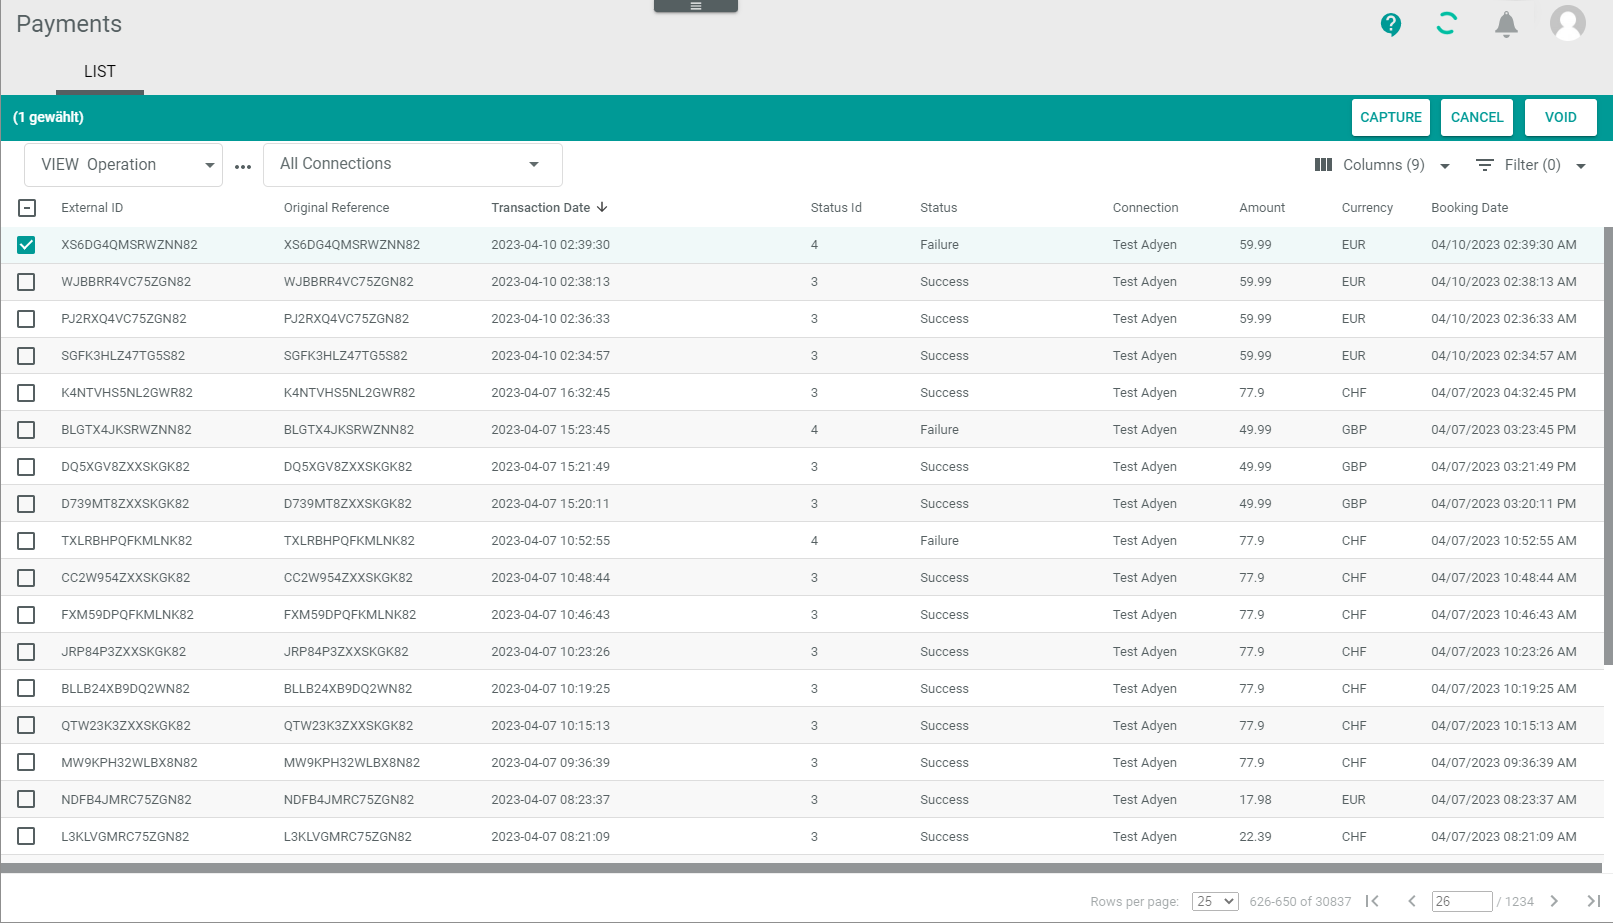 Payments
LIST
(1 gewählt) CAPTURE CANCEL VOID
VIEW Operation ... All Connections Columns (9) Filter (0)
External ID Original Reference Transaction Date Status Id Status Connection Amount Currency Booking Date
XS6DG4QMSRWZNN82 XS6DG4QMSRWZNN82 2023-04-10 02:39:30 4 Failure Test Adyen 59.99 EUR 04/10/2023 02:39:30 AM
WJBBRR4VC75ZGN82 WJBBRR4VC75ZGN82 2023-04-10 02:38:13 3 Success Test Adyen 59.99 EUR 04/10/2023 02:38:13 AM
PJ2RXQ4VC75ZGN82 PJ2RXQ4VC75ZGN82 2023-04-10 02:36:33 3 Success Test Adyen 59.99 EUR 04/10/2023 02:36:33 AM
SGFK3HLZ47TG5S82 SGFK3HLZ47TG5S82 2023-04-10 02:34:57 3 Success Test Adyen 59.99 EUR 04/10/2023 02:34:57 AM
K4NTVHS5NL2GWR82 K4NTVHS5NL2GWR82 2023-04-07 16:32:45 3 Success Test Adyen 77.9 CHF 04/07/2023 04:32:45 PM
BLGTX4JKSRWZNN82 BLGTX4JKSRWZNN82 2023-04-07 15:23:45 4 Failure Test Adyen 49.99 GBP 04/07/2023 03:23:45 PM
DQ5XGV8ZXXSKGK82 DQ5XGV8ZXXSKGK82 2023-04-07 15:21:49 3 Success Test Adyen 49.99 GBP 04/07/2023 03:21:49 PM
D739MT8ZXXSKGK82 D739MT8ZXXSKGK82 2023-04-07 15:20:11 3 Success Test Adyen 49.99 GBP 04/07/2023 03:20:11 PM
TXLRBHPQFKMLNK82 TXLRBHPQFKMLNK82 2023-04-07 10:52:55 4 Failure Test Adyen 77.9 CHF 04/07/2023 10:52:55 AM
CC2W954ZXXSKGK82 CC2W954ZXXSKGK82 2023-04-07 10:48:44 3 Success Test Adyen 77.9 CHF 04/07/2023 10:48:44 AM
FXM59DPQFKMLNK82 FXM59DPQFKMLNK82 2023-04-07 10:46:43 3 Success Test Adyen 77.9 CHF 04/07/2023 10:46:43 AM
JRP84P3ZXXSKGK82 JRP84P3ZXXSKGK82 2023-04-07 10:23:26 3 Success Test Adyen 77.9 CHF 04/07/2023 10:23:26 AM
BLLB24XB9DQ2WN82 BLLB24XB9DQ2WN82 2023-04-07 10:19:25 3 Success Test Adyen 77.9 CHF 04/07/2023 10:19:25 AM
QTW23K3ZXXSKGK82 QTW23K3ZXXSKGK82 2023-04-07 10:15:13 3 Success Test Adyen 77.9 CHF 04/07/2023 10:15:13 AM
MW9KPH32WLBX8N82 MW9KPH32WLBX8N82 2023-04-07 09:36:39 3 Success Test Adyen 77.9 CHF 04/07/2023 09:36:39 AM
NDFB4JMRC75ZGN82 NDFB4JMRC75ZGN82 2023-04-07 08:23:37 3 Success Test Adyen 17.98 EUR 04/07/2023 08:23:37 AM
L3KLVGMRC75ZGN82 L3KLVGMRC75ZGN82 2023-04-07 08:21:09 3 Success Test Adyen 22.39 CHF 04/07/2023 08:21:09 AM
Rows per page: 25 626-650 of 30837 26 / 1234